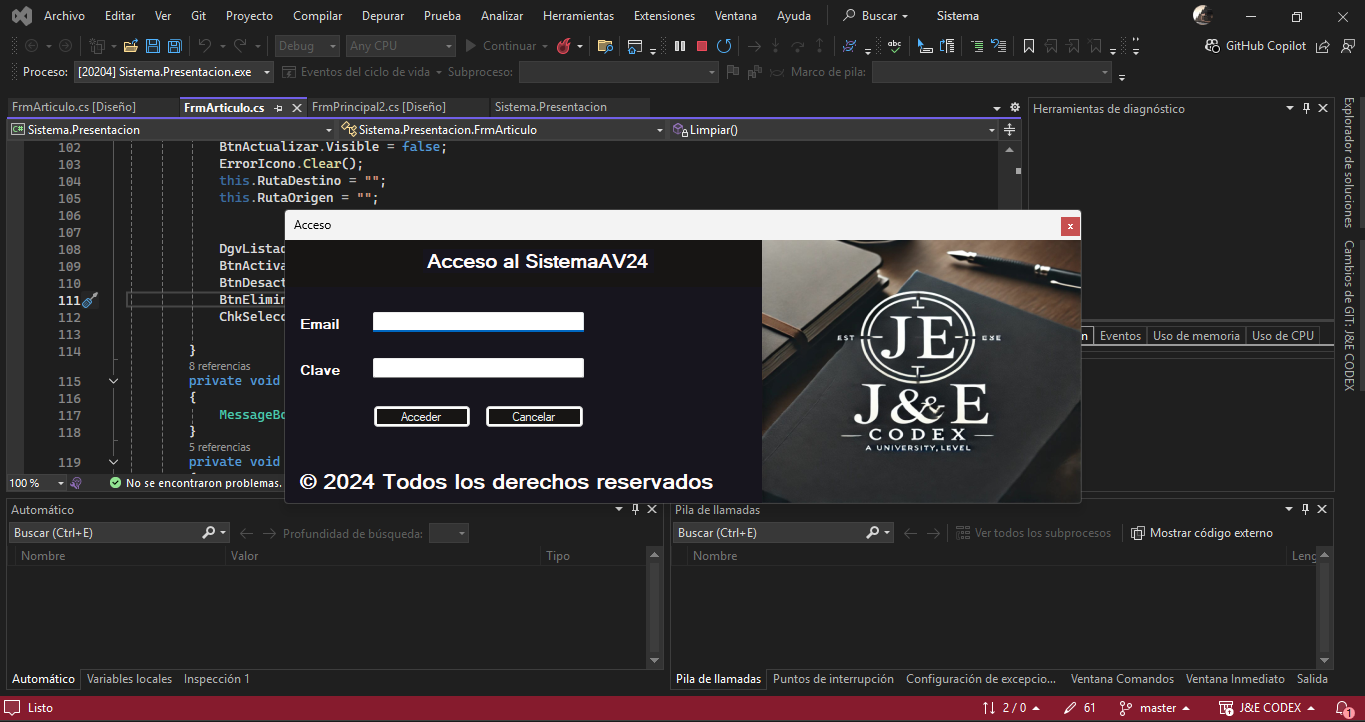 Archivo Editar Ver Git Proyecto Compilar Depurar Prueba Analizar Herramientas Extensiones Ventana Ayuda Buscar Sistema
Debug Any CPU Continuar GitHub Copilot
Proceso: [20204] Sistema.Presentacion.exe Eventos del ciclo de vida Subproceso: Marco de pila:
FrmArticulo.cs [Diseño] FrmArticulo.cs FrmPrincipal2.cs [Diseño] Sistema.Presentacion
Herramientas de diagnóstico
Sistema.Presentacion Sistema.Presentacion.FrmArticulo Limpiar()
102 BtnActualizar.Visible = false;
103 ErrorIcono.Clear();
104 this.RutaDestino = "";
105 this.RutaOrigen = "";
106
107
108 DgvListad
109 BtnActiva
110 BtnDesact
111 BtnElimin
112 ChkSelecc
113
114 }
8 referencias
115 private void
116 {
117 MessageBo
118 }
5 referencias
119 private void
100 % No se encontraron problemas.
Acceso
x
Acceso al SistemaAV24
Email
Clave
Acceder Cancelar
© 2024 Todos los derechos reservados
JE
EST
J&E
CODEX
A UNIVERSITY, LEVEL
n Eventos Uso de memoria Uso de CPU
Explorador de soluciones
Cambios de GIT: J&E CODEX
Automático
Buscar (Ctrl+E) Profundidad de búsqueda:
Nombre Valor Tipo
Automático Variables locales Inspección 1
Pila de llamadas
Buscar (Ctrl+E) Ver todos los subprocesos Mostrar código externo
Nombre Leng
Pila de llamadas Puntos de interrupción Configuración de excepcio... Ventana Comandos Ventana Inmediato Salida
Listo 2 / 0 61 master J&E CODEX 1